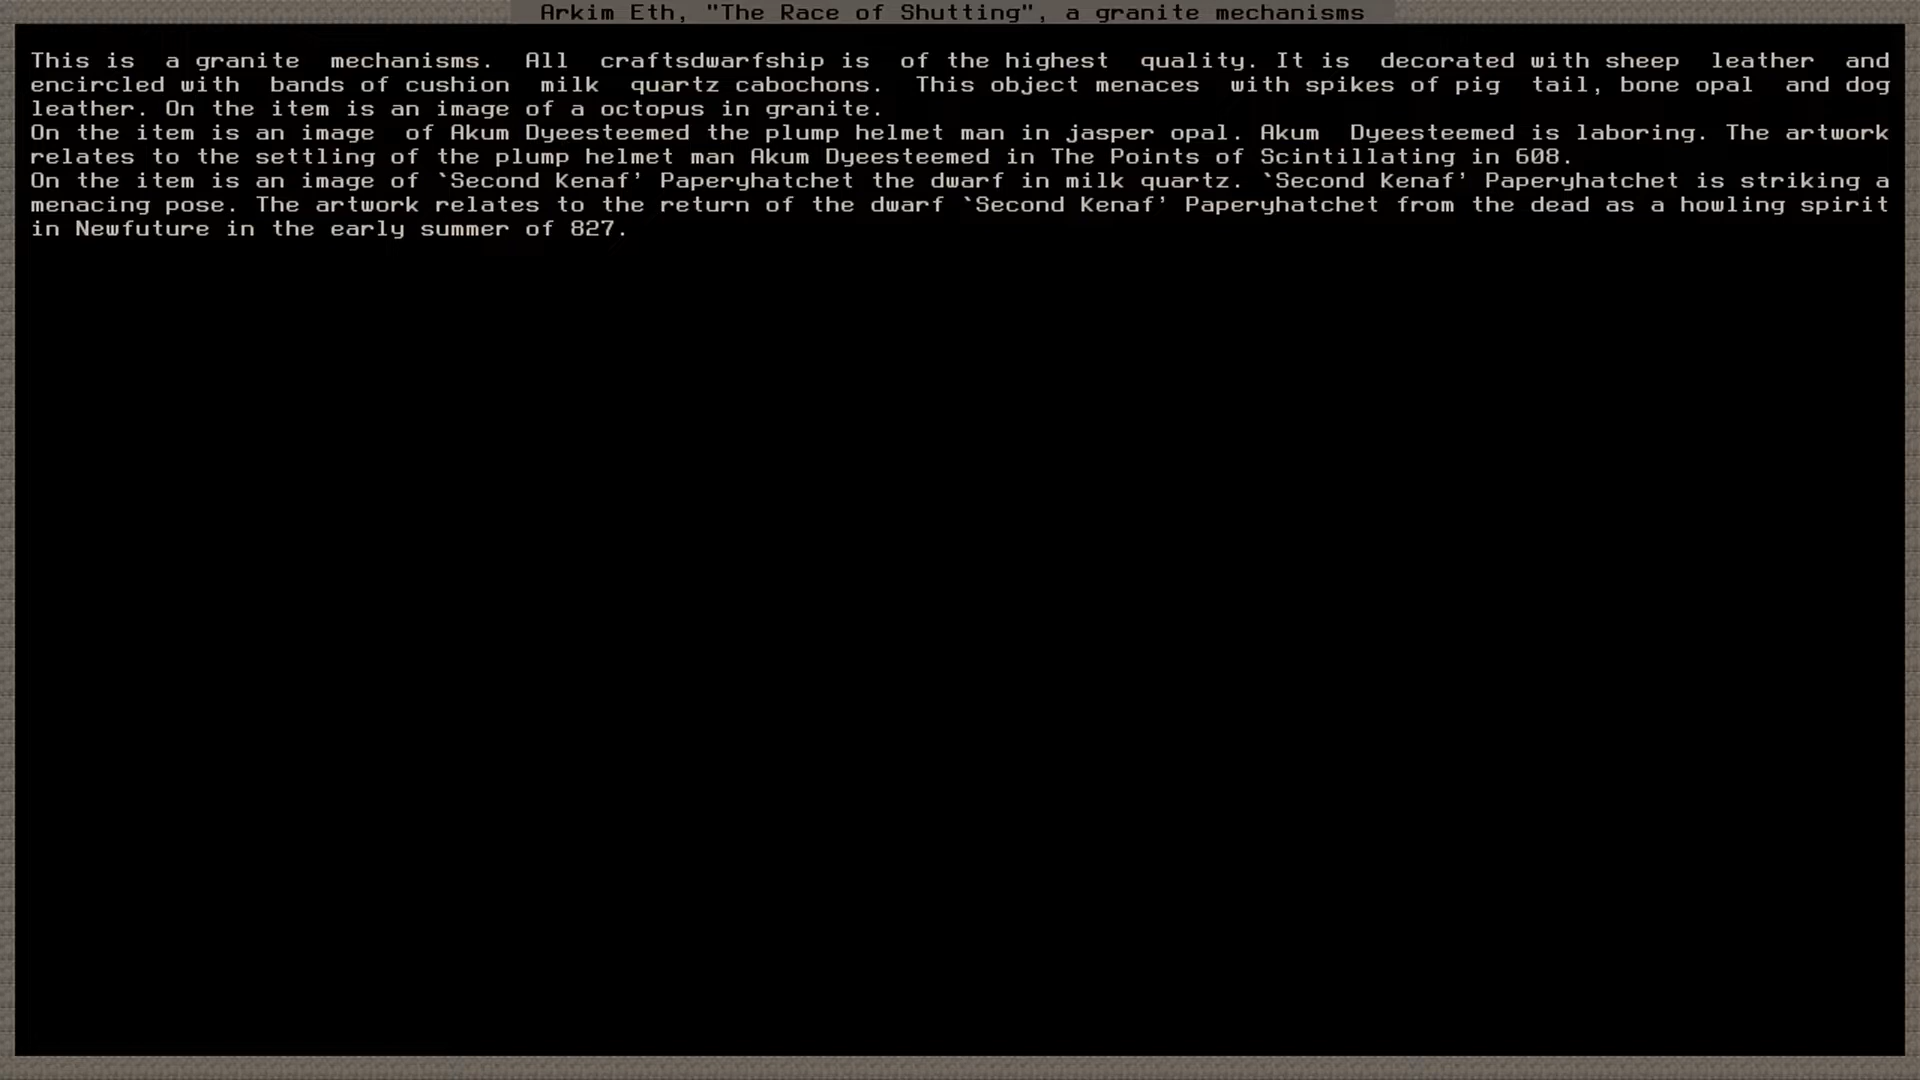 Arkim Eth, "The Race of Shutting", a granite mechanisms
This is a granite mechanisms. All craftsdwarfship is of the highest quality. It is decorated with sheep leather and
encircled with bands of cushion milk quartz cabochons. This object menaces with spikes of pig tail, bone opal and dog
leather. On the item is an image of a octopus in granite.
On the item is an image of Akum Dyeesteemed the plump helmet man in jasper opal. Akum Dyeesteemed is laboring. The artwork
relates to the settling of the plump helmet man Akum Dyeesteemed in The Points of Scintillating in 608.
On the item is an image of `Second Kenaf' Paperyhatchet the dwarf in milk quartz. `Second Kenaf' Paperyhatchet is striking a
menacing pose. The artwork relates to the return of the dwarf `Second Kenaf' Paperyhatchet from the dead as a howling spirit
in Newfuture in the early summer of 827.